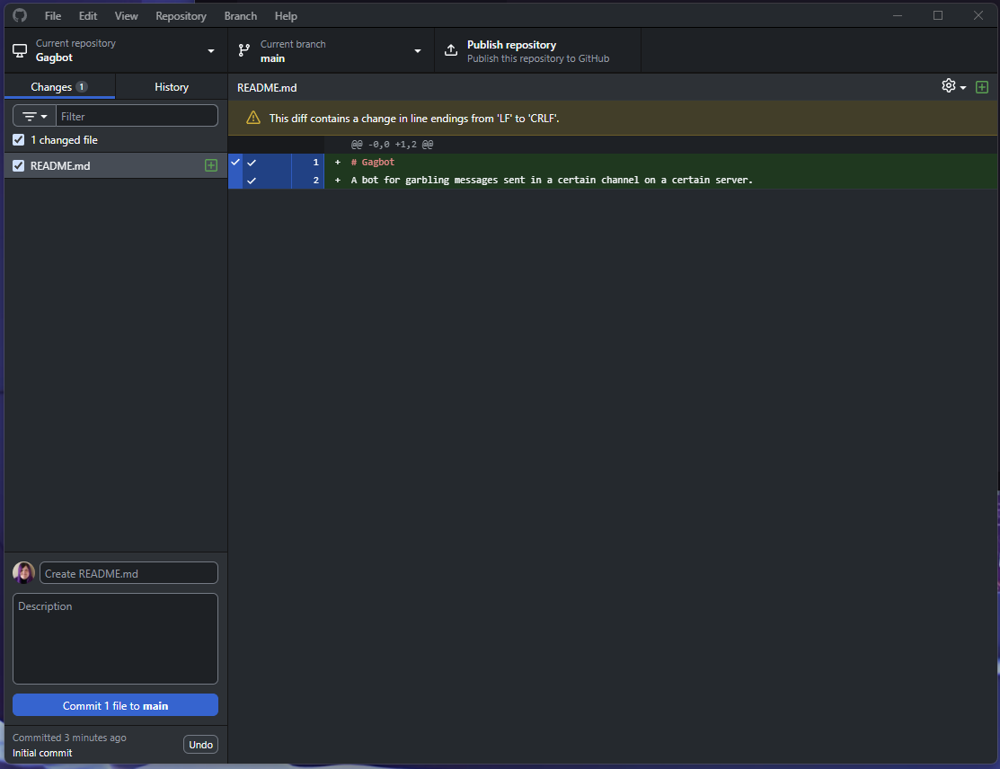 File Edit View Repository Branch Help
Current repository
Gagbot
Current branch
main
Publish repository
Publish this repository to GitHub
Changes 1
History
Filter
1 changed file
README.md
README.md
This diff contains a change in line endings from 'LF' to 'CRLF'.
@@ -0,0 +1,2 @@
1 + # Gagbot
2 + A bot for garbling messages sent in a certain channel on a certain server.
Create README.md
Description
Commit 1 file to main
Committed 3 minutes ago
Initial commit
Undo